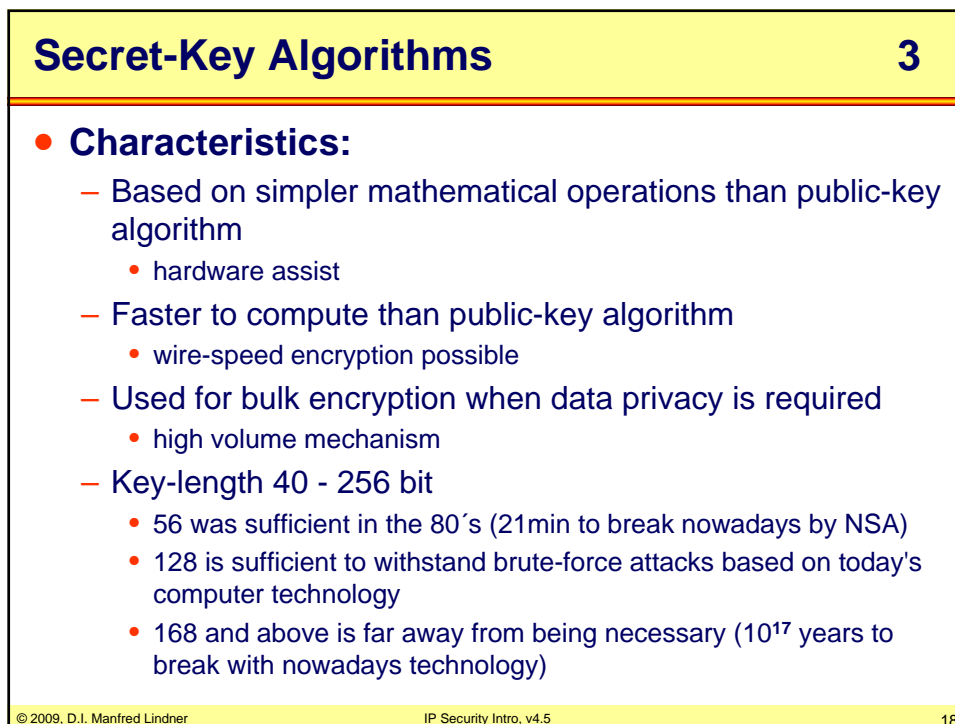 Secret-Key Algorithms 3
• Characteristics:
– Based on simpler mathematical operations than public-key
algorithm
• hardware assist
– Faster to compute than public-key algorithm
• wire-speed encryption possible
– Used for bulk encryption when data privacy is required
• high volume mechanism
– Key-length 40 - 256 bit
• 56 was sufficient in the 80´s (21min to break nowadays by NSA)
• 128 is sufficient to withstand brute-force attacks based on today's
computer technology
• 168 and above is far away from being necessary (10¹⁷ years to
break with nowadays technology)
© 2009, D.I. Manfred Lindner IP Security Intro, v4.5 18